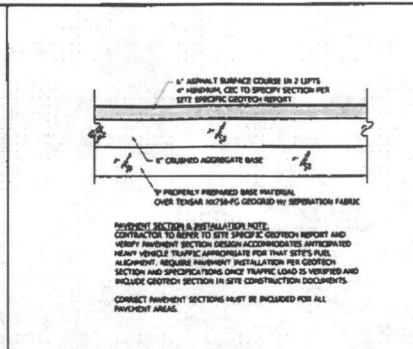 6" ASPHALT SURFACE COURSE IN 2 LIFTS
4" MINIMUM, CEC TO SPECIFY SECTION PER
SITE SPECIFIC GEOTECH REPORT
CRUSHED AGGREGATE BASE
PROPERLY PREPARED BASE MATERIAL
OVER TENSAR NX750-FG GEOGRID W/ SEPERATION FABRIC
PAVEMENT SECTION & INSTALLATION NOTE:
CONTRACTOR TO REFER TO SITE SPECIFIC GEOTECH REPORT AND
VERIFY PAVEMENT SECTION DESIGN ACCOMMODATES ANTICIPATED
HEAVY VEHICLE TRAFFIC APPROPRIATE FOR THAT SITE'S FUEL
ALIGNMENT. REQUIRE PAVEMENT INSTALLATION PER GEOTECH
SECTION AND SPECIFICATIONS ONCE TRAFFIC LOAD IS VERIFIED AND
INCLUDE GEOTECH SECTION IN SITE CONSTRUCTION DOCUMENTS.
CORRECT PAVEMENT SECTIONS MUST BE INCLUDED FOR ALL
PAVEMENT AREAS.